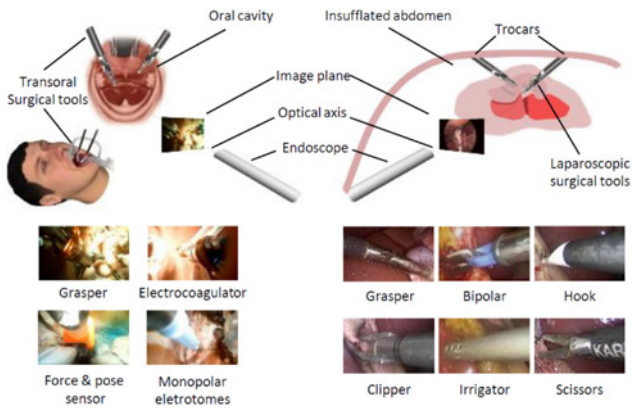 Oral cavity
Insufflated abdomen
Trocars
Transoral
Surgical tools
Image plane
Optical axis
Endoscope
Laparoscopic
surgical tools
Grasper
Electrocoagulator
Grasper
Bipolar
Hook
Force & pose
sensor
Monopolar
eletrotomes
Clipper
Irrigator
Scissors
KAR